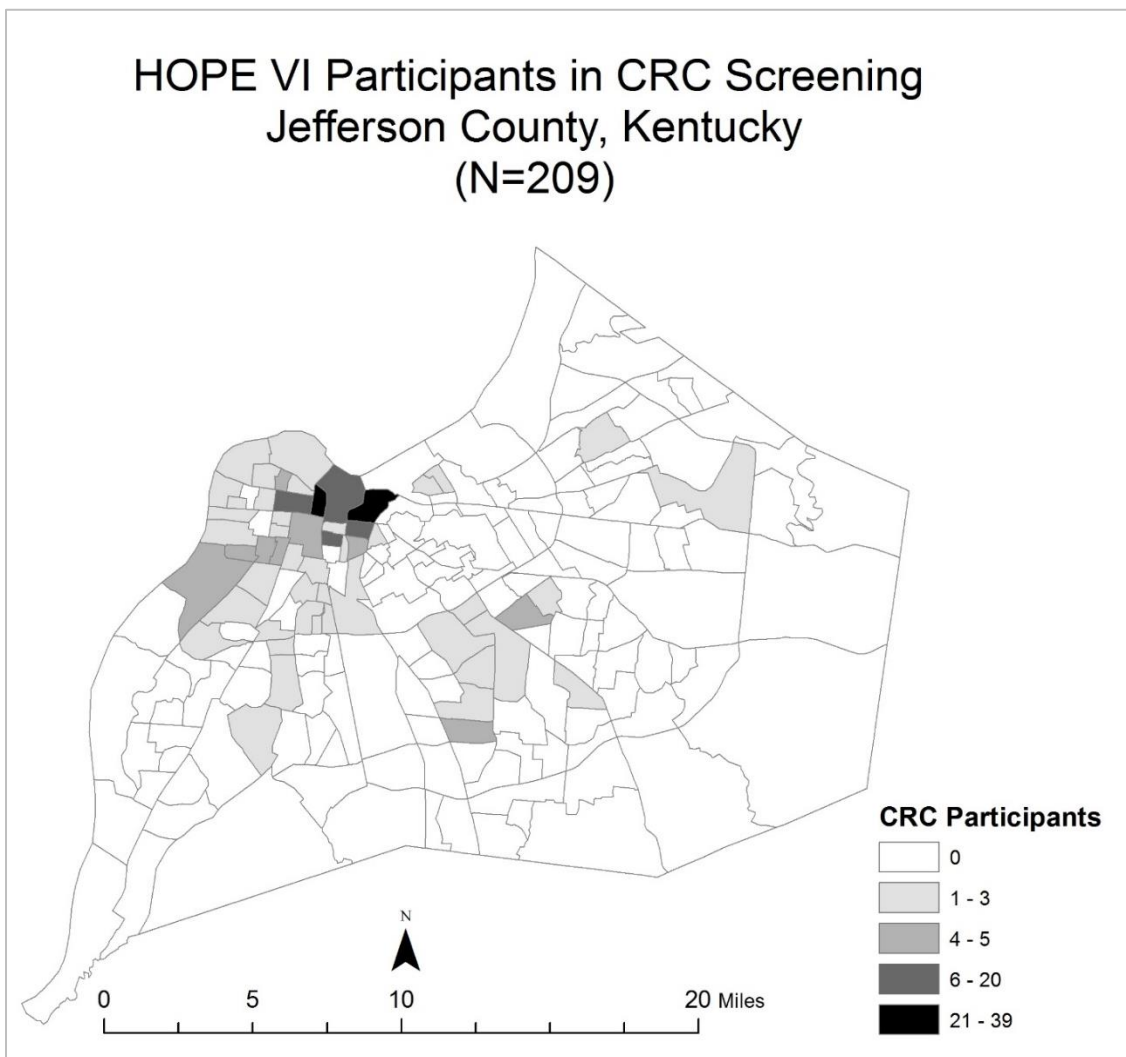 HOPE VI Participants in CRC Screening
Jefferson County, Kentucky
(N=209)
CRC Participants
0
1 - 3
4 - 5
6 - 20
21 - 39
N
0 5 10 20 Miles